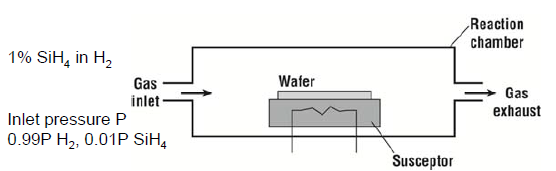 1% SiH₄ in H₂
Inlet pressure P
0.99P H₂, 0.01P SiH₄
Gas
inlet
Wafer
Reaction
chamber
Gas
exhaust
Susceptor